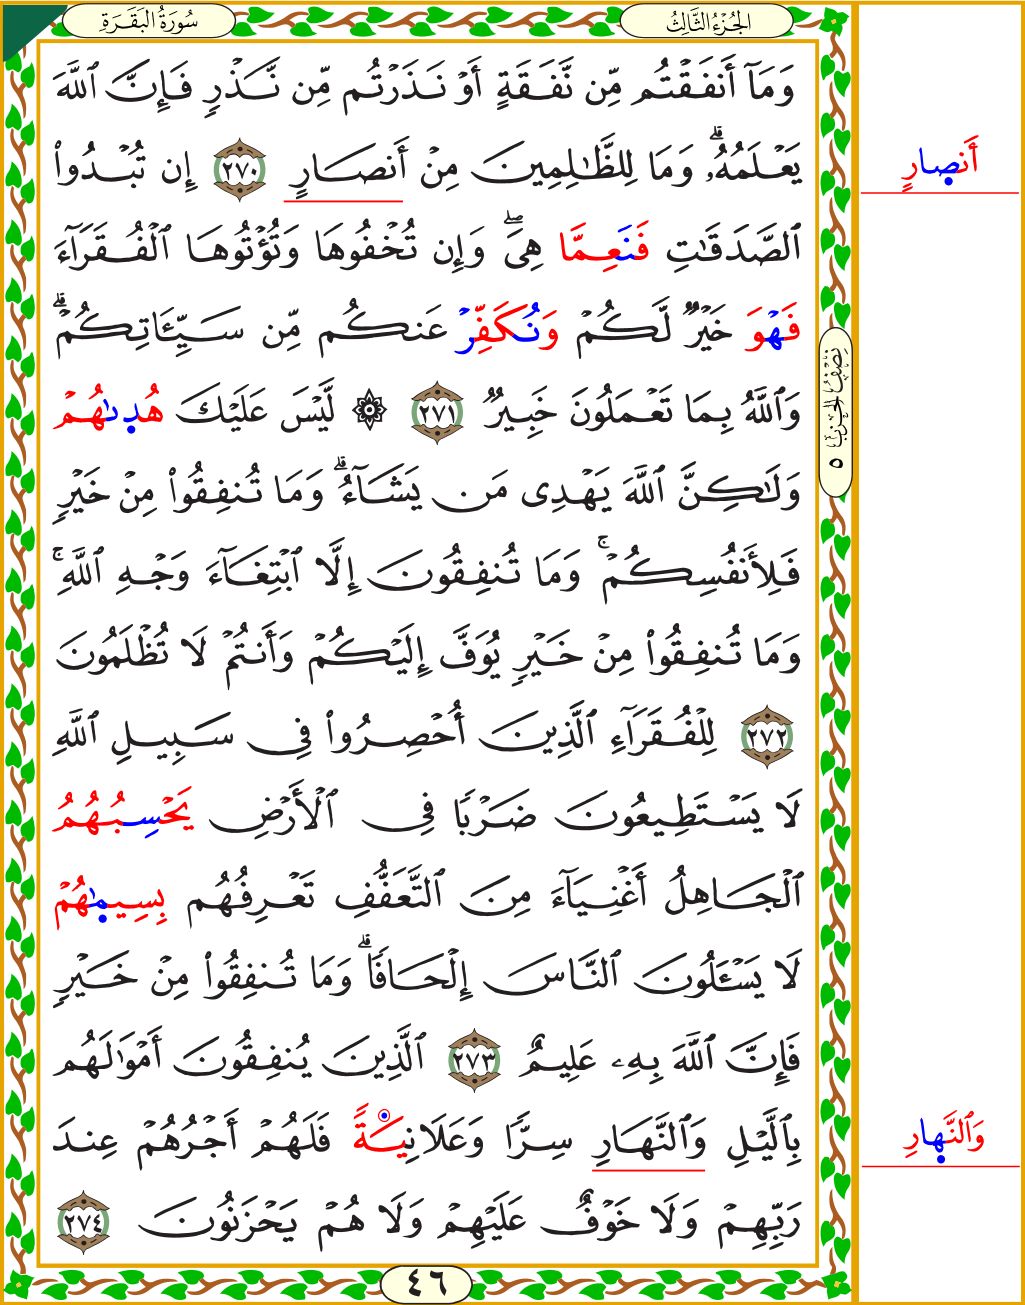 سُورَةُ الْبَقَرَةِ
الجُزْءُ الثَّالِثُ
وَمَآ أَنفَقْتُم مِّن نَّفَقَةٍ أَوْ نَذَرْتُم مِّن نَّذْرٍ فَإِنَّ ٱللَّهَ
يَعْلَمُهُۥۗ وَمَا لِلظَّٰلِمِينَ مِنْ أَنصَارٍ ٢٧٠ إِن تُبْدُوا۟
أَنصارٍ
ٱلصَّدَقَٰتِ فَنَعِمَّا هِىَۖ وَإِن تُخْفُوهَا وَتُؤْتُوهَا ٱلْفُقَرَآءَ
فَهْوَ خَيْرٌ لَّكُمْ وَنُكَفِّرْ عَنكُم مِّن سَيِّـَٔاتِكُمْۗ
وَٱللَّهُ بِمَا تَعْمَلُونَ خَبِيرٌ ٢٧١ ۞ لَّيْسَ عَلَيْكَ هُدٜىٰهُمْ
نِصْفُ الحِزْبِ ٥
وَلَٰكِنَّ ٱللَّهَ يَهْدِى مَن يَشَآءُۗ وَمَا تُنفِقُوا۟ مِنْ خَيْرٍ
فَلِأَنفُسِكُمْۚ وَمَا تُنفِقُونَ إِلَّا ٱبْتِغَآءَ وَجْهِ ٱللَّهِۚ
وَمَا تُنفِقُوا۟ مِنْ خَيْرٍ يُوَفَّ إِلَيْكُمْ وَأَنتُمْ لَا تُظْلَمُونَ
٢٧٢ لِلْفُقَرَآءِ ٱلَّذِينَ أُحْصِرُوا۟ فِى سَبِيلِ ٱللَّهِ
لَا يَسْتَطِيعُونَ ضَرْبًا فِى ٱلْأَرْضِ يَحْسِبُهُمُ
ٱلْجَاهِلُ أَغْنِيَآءَ مِنَ ٱلتَّعَفُّفِ تَعْرِفُهُم بِسِيمٜىٰهُمْ
لَا يَسْـَٔلُونَ ٱلنَّاسَ إِلْحَافًاۗ وَمَا تُنفِقُوا۟ مِنْ خَيْرٍ
فَإِنَّ ٱللَّهَ بِهِۦ عَلِيمٌ ٢٧٣ ٱلَّذِينَ يُنفِقُونَ أَمْوَٰلَهُم
بِٱلَّيْلِ وَٱلنَّهَارِ سِرًّا وَعَلَانِيَةً فَلَهُمْ أَجْرُهُمْ عِندَ
وَٱلنَّهٜارِ
رَبِّهِمْ وَلَا خَوْفٌ عَلَيْهِمْ وَلَا هُمْ يَحْزَنُونَ ٢٧٤
٤٦